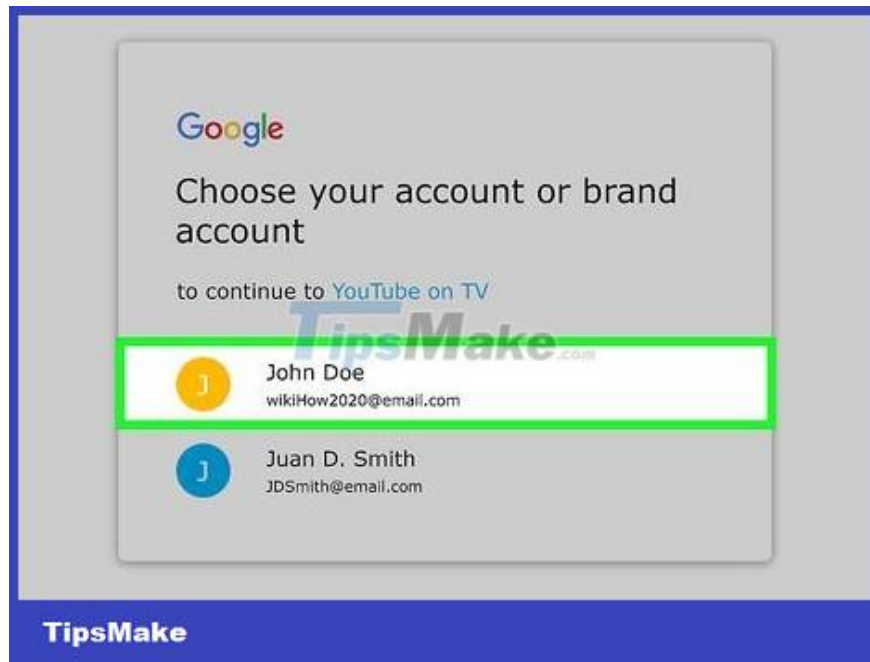 Google
Choose your account or brand
account
to continue to YouTube on TV
TipsMake.com
J
John Doe
wikiHow2020@email.com
J
Juan D. Smith
JDSmith@email.com
TipsMake